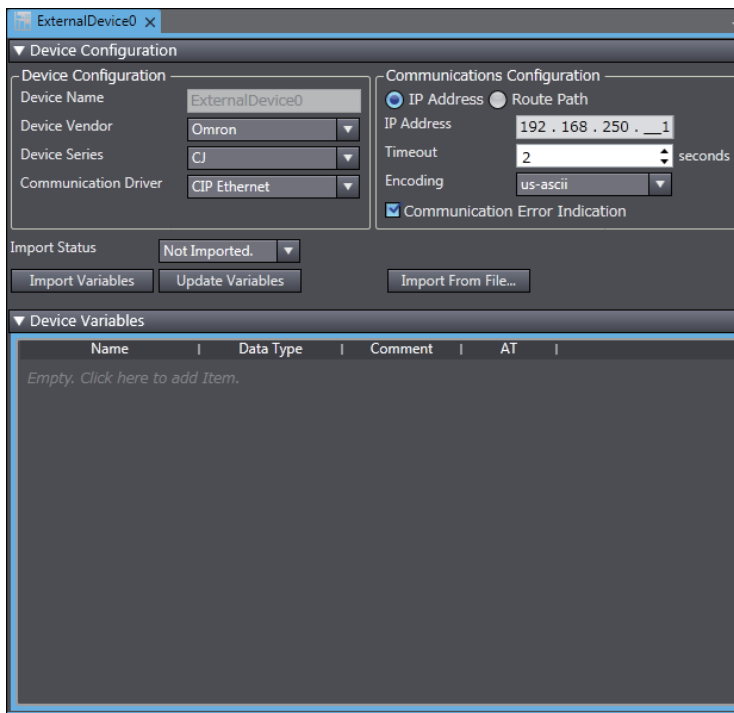 ExternalDevice0
Device Configuration
Device Configuration
Device Name
ExternalDevice0
Device Vendor
Omron
Device Series
CJ
Communication Driver
CIP Ethernet
Communications Configuration
IP Address Route Path
IP Address
192 . 168 . 250 . __1
Timeout
2
seconds
Encoding
us-ascii
Communication Error Indication
Import Status
Not Imported.
Import Variables Update Variables Import From File...
Device Variables
Name | Data Type | Comment | AT |
Empty. Click here to add Item.